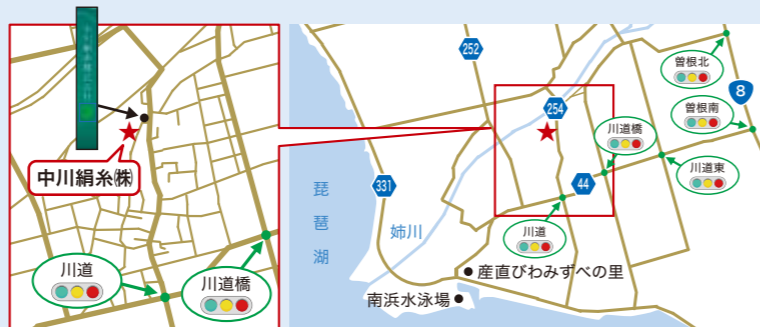 中川絹糸㈱
川道
川道橋
252
254
曽根北
8
曽根南
川道橋
川道東
331
44
琵琶湖
姉川
川道
産直びわみずべの里
南浜水泳場